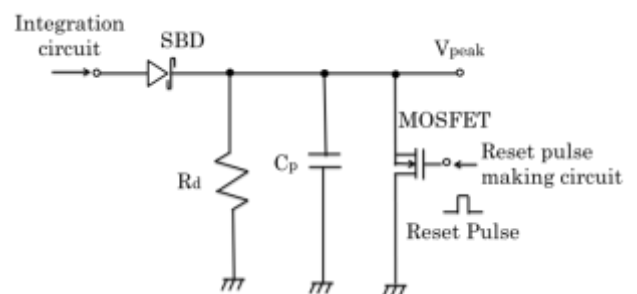 Integration
circuit
SBD
Vpeak
MOSFET
Rd
Cp
Reset pulse
making circuit
Reset Pulse